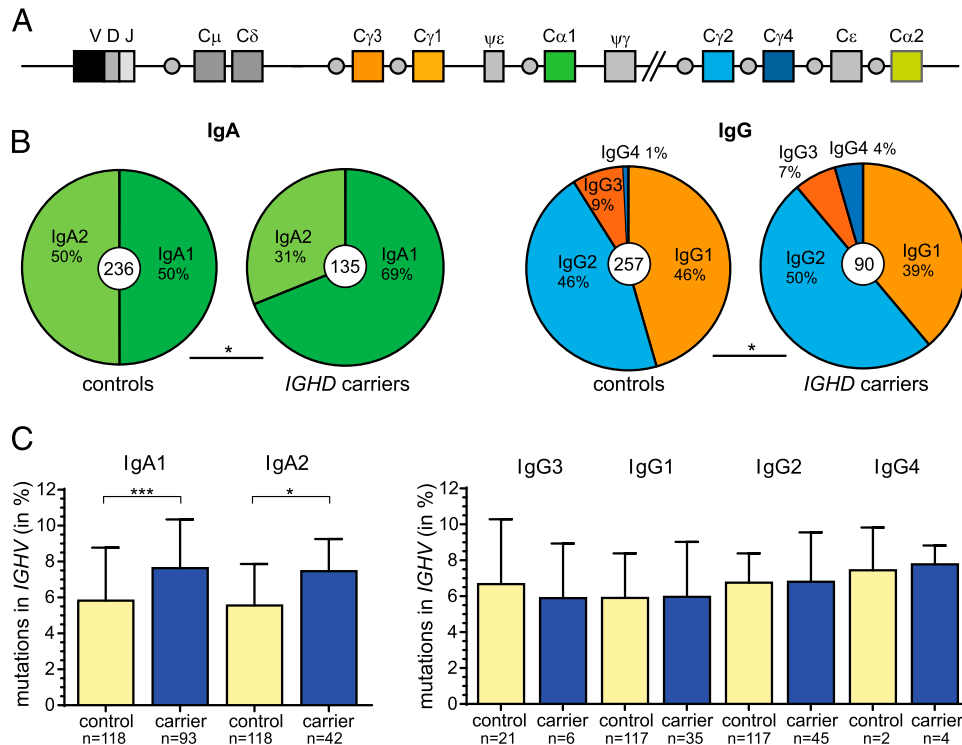 A
V D J Cμ Cδ Cγ3 Cγ1 ψε Cα1 ψγ Cγ2 Cγ4 Cε Cα2
B
IgA
IgG
IgA2
50%
IgA1
50%
236
controls
*
IgA2
31%
IgA1
69%
135
IGHD carriers
IgG4 1%
IgG3
9%
IgG2
46%
IgG1
46%
257
controls
*
IgG3
7%
IgG4 4%
IgG2
50%
IgG1
39%
90
IGHD carriers
C
IgA1 IgA2
mutations in IGHV (in %)
12
10
8
6
4
2
0
***
*
control carrier control carrier
n=118 n=93 n=118 n=42
IgG3 IgG1 IgG2 IgG4
mutations in IGHV (in %)
12
10
8
6
4
2
0
control carrier control carrier control carrier control carrier
n=21 n=6 n=117 n=35 n=117 n=45 n=2 n=4